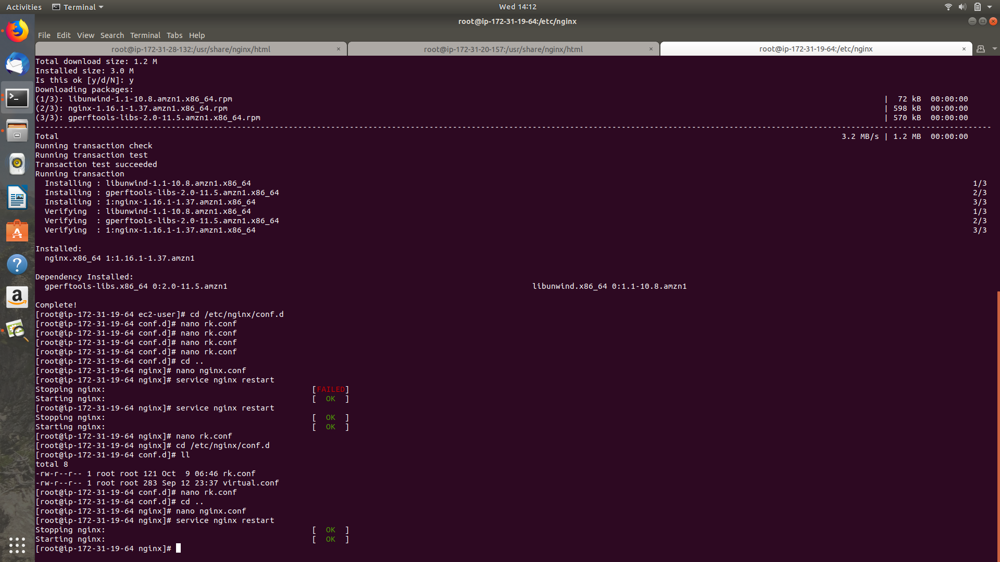 Activities Terminal Wed 14:12
root@ip-172-31-19-64:/etc/nginx
File Edit View Search Terminal Tabs Help
root@ip-172-31-28-132:/usr/share/nginx/html × root@ip-172-31-20-157:/usr/share/nginx/html × root@ip-172-31-19-64:/etc/nginx ×
Total download size: 1.2 M
Installed size: 3.0 M
Is this ok [y/d/N]: y
Downloading packages:
(1/3): libunwind-1.1-10.8.amzn1.x86_64.rpm | 72 kB 00:00:00
(2/3): nginx-1.16.1-1.37.amzn1.x86_64.rpm | 598 kB 00:00:00
(3/3): gperftools-libs-2.0-11.5.amzn1.x86_64.rpm | 570 kB 00:00:00
------------------------------------------------------------------------------------------------------------------------------------------------------------------------------------------------------------
Total 3.2 MB/s | 1.2 MB 00:00:00
Running transaction check
Running transaction test
Transaction test succeeded
Running transaction
Installing : libunwind-1.1-10.8.amzn1.x86_64 1/3
Installing : gperftools-libs-2.0-11.5.amzn1.x86_64 2/3
Installing : 1:nginx-1.16.1-1.37.amzn1.x86_64 3/3
Verifying : libunwind-1.1-10.8.amzn1.x86_64 1/3
Verifying : gperftools-libs-2.0-11.5.amzn1.x86_64 2/3
Verifying : 1:nginx-1.16.1-1.37.amzn1.x86_64 3/3
Installed:
nginx.x86_64 1:1.16.1-1.37.amzn1
Dependency Installed:
gperftools-libs.x86_64 0:2.0-11.5.amzn1 libunwind.x86_64 0:1.1-10.8.amzn1
Complete!
[root@ip-172-31-19-64 ec2-user]# cd /etc/nginx/conf.d
[root@ip-172-31-19-64 conf.d]# nano rk.conf
[root@ip-172-31-19-64 conf.d]# nano rk.conf
[root@ip-172-31-19-64 conf.d]# nano rk.conf
[root@ip-172-31-19-64 conf.d]# nano rk.conf
[root@ip-172-31-19-64 conf.d]# cd ..
[root@ip-172-31-19-64 nginx]# nano nginx.conf
[root@ip-172-31-19-64 nginx]# service nginx restart
Stopping nginx: [FAILED]
Starting nginx: [ OK ]
[root@ip-172-31-19-64 nginx]# service nginx restart
Stopping nginx: [ OK ]
Starting nginx: [ OK ]
[root@ip-172-31-19-64 nginx]# nano rk.conf
[root@ip-172-31-19-64 nginx]# cd /etc/nginx/conf.d
[root@ip-172-31-19-64 conf.d]# ll
total 8
-rw-r--r-- 1 root root 121 Oct 9 06:46 rk.conf
-rw-r--r-- 1 root root 283 Sep 12 23:37 virtual.conf
[root@ip-172-31-19-64 conf.d]# nano rk.conf
[root@ip-172-31-19-64 conf.d]# cd ..
[root@ip-172-31-19-64 nginx]# nano nginx.conf
[root@ip-172-31-19-64 nginx]# service nginx restart
Stopping nginx: [ OK ]
Starting nginx: [ OK ]
[root@ip-172-31-19-64 nginx]#